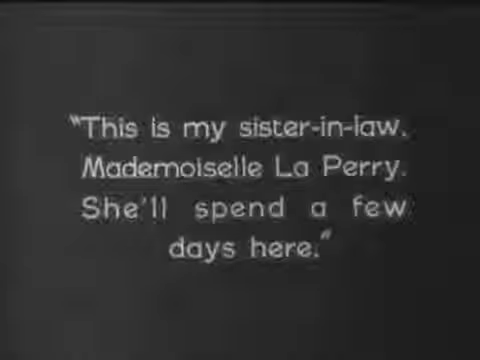 "This is my sister-in-law.
Mademoiselle La Perry.
She'll spend a few
days here."